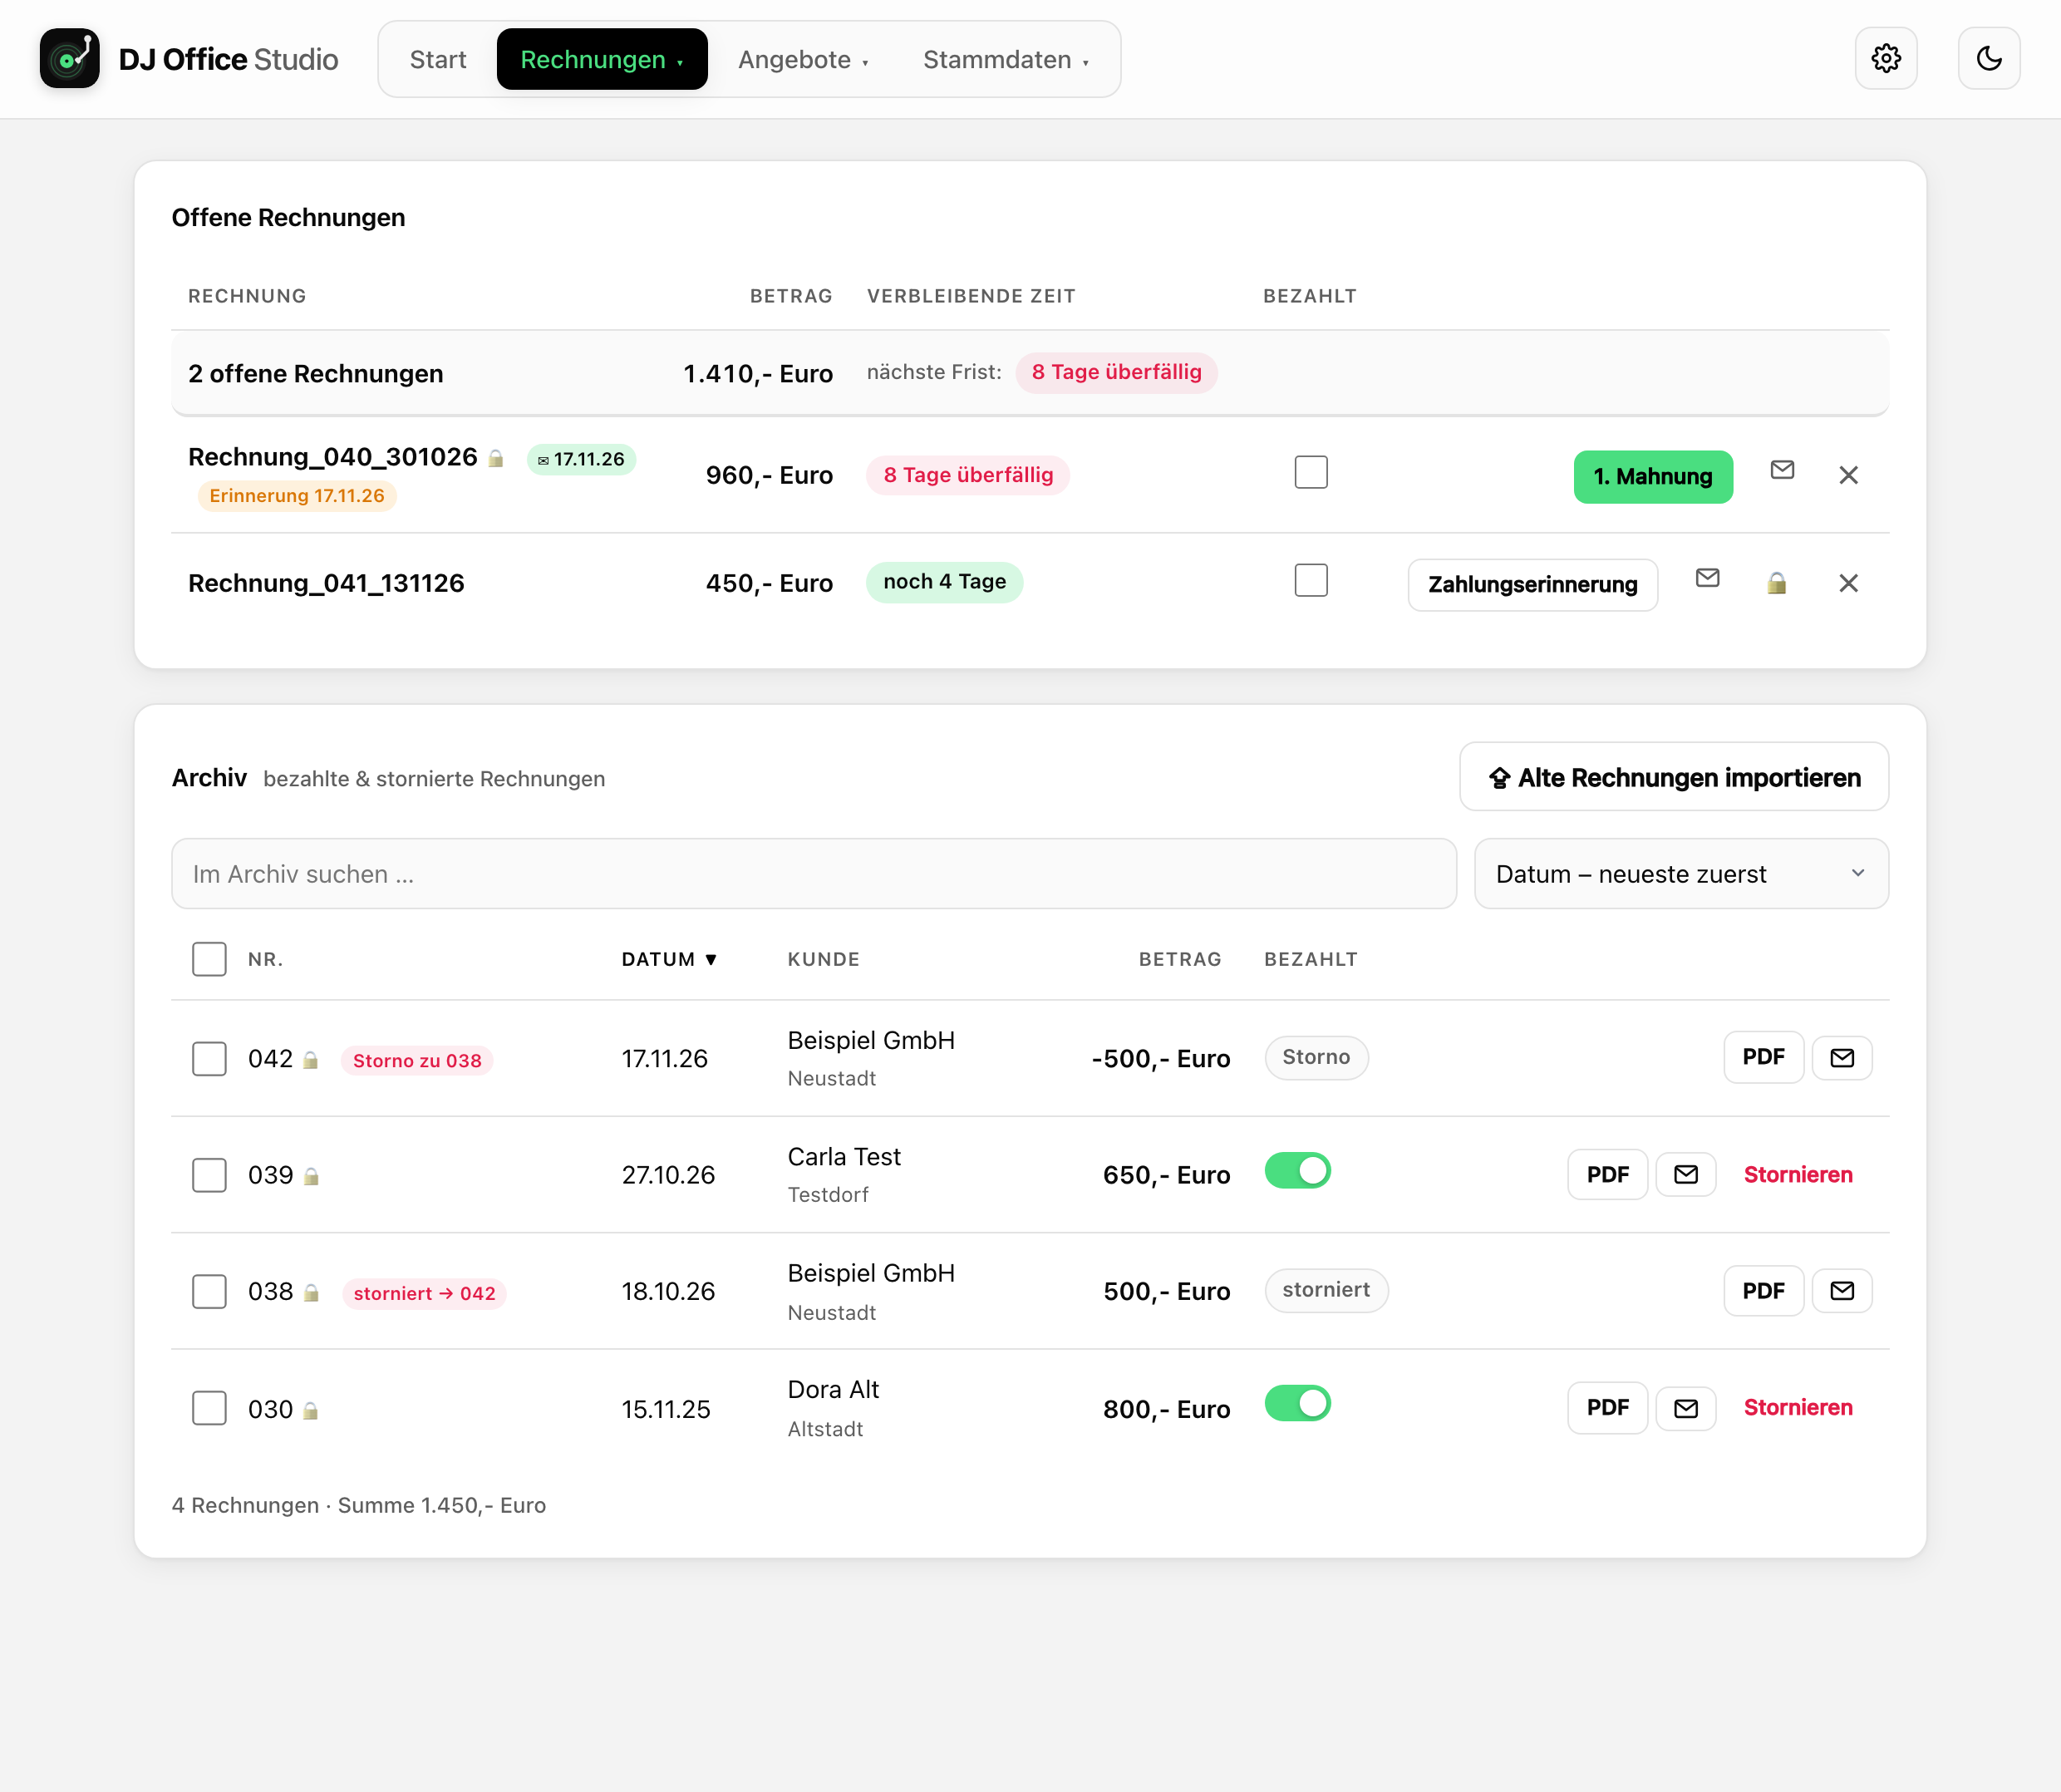 DJ Office Studio
Start
Rechnungen
Angebote
Stammdaten
Offene Rechnungen
RECHNUNG BETRAG VERBLEIBENDE ZEIT BEZAHLT
2 offene Rechnungen 1.410,- Euro nächste Frist: 8 Tage überfällig
Rechnung_040_301026 17.11.26
Erinnerung 17.11.26
960,- Euro 8 Tage überfällig 1. Mahnung
Rechnung_041_131126 450,- Euro noch 4 Tage Zahlungserinnerung
Archiv bezahlte & stornierte Rechnungen
Alte Rechnungen importieren
Im Archiv suchen ...
Datum – neueste zuerst
NR. DATUM ▼ KUNDE BETRAG BEZAHLT
042 Storno zu 038 17.11.26 Beispiel GmbH
Neustadt
-500,- Euro Storno PDF
039 27.10.26 Carla Test
Testdorf
650,- Euro PDF Stornieren
038 storniert → 042 18.10.26 Beispiel GmbH
Neustadt
500,- Euro storniert PDF
030 15.11.25 Dora Alt
Altstadt
800,- Euro PDF Stornieren
4 Rechnungen · Summe 1.450,- Euro